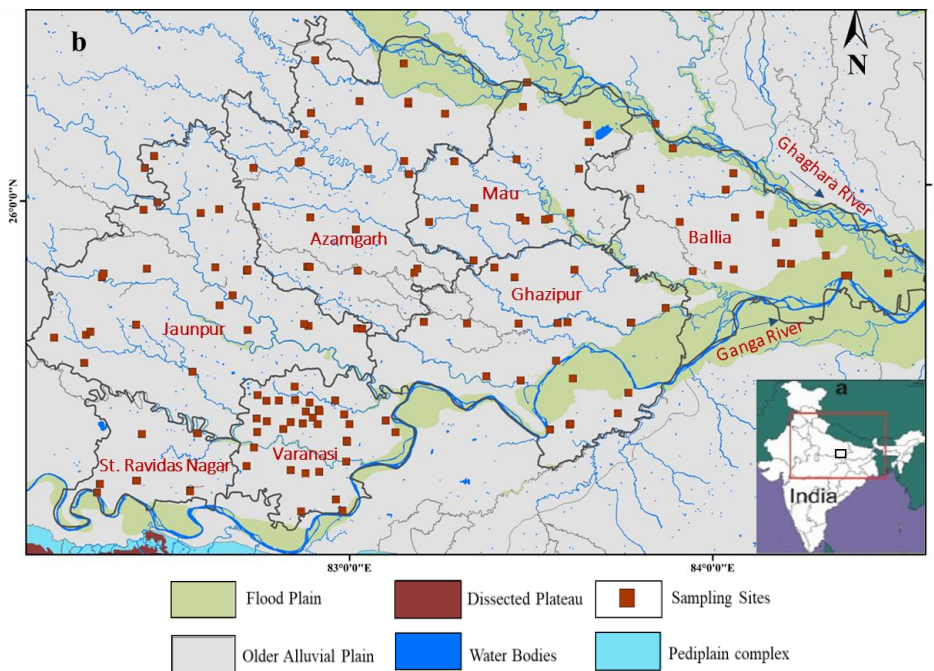 b
N
Ghaghara River
26°0'0"N
Mau
Azamgarh
Ballia
Ghazipur
Jaunpur
Ganga River
a
Varanasi
St. Ravidas Nagar
India
83°0'0"E
84°0'0"E
Flood Plain
Dissected Plateau
Sampling Sites
Older Alluvial Plain
Water Bodies
Pediplain complex